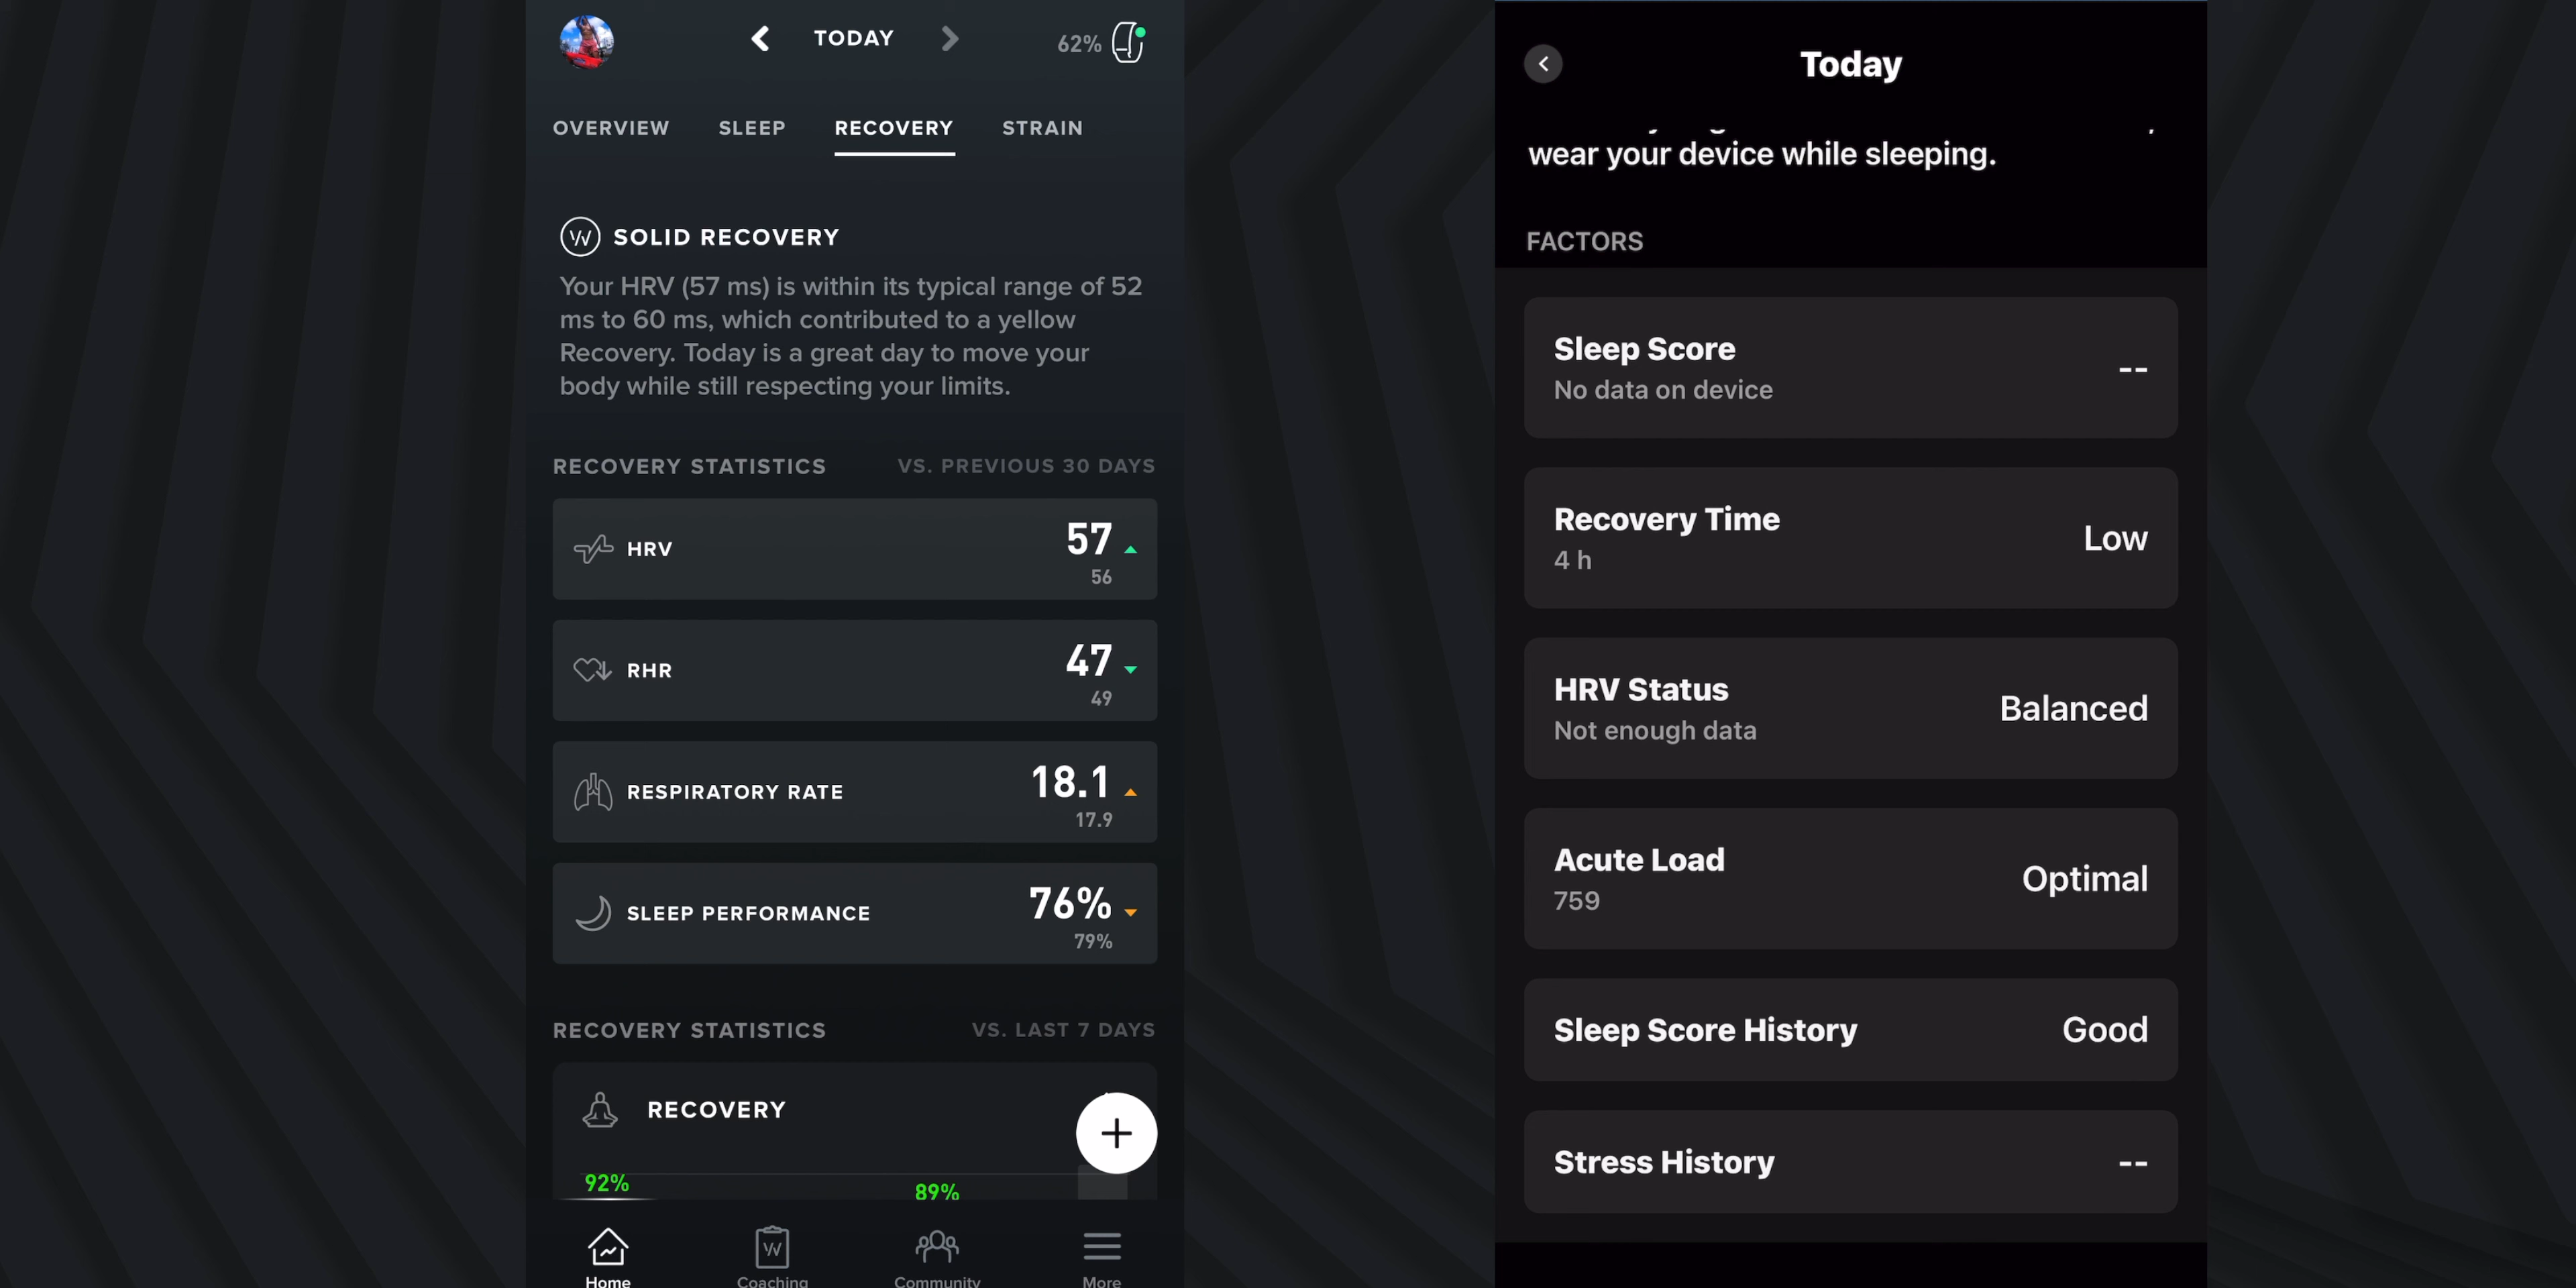 TODAY
62%
OVERVIEW
SLEEP
RECOVERY
STRAIN
SOLID RECOVERY
Your HRV (57 ms) is within its typical range of 52
ms to 60 ms, which contributed to a yellow
Recovery. Today is a great day to move your
body while still respecting your limits.
RECOVERY STATISTICS
VS. PREVIOUS 30 DAYS
HRV
57
56
RHR
47
49
RESPIRATORY RATE
18.1
17.9
SLEEP PERFORMANCE
76%
79%
RECOVERY STATISTICS
VS. LAST 7 DAYS
RECOVERY
92%
89%
Home
Coaching
Community
More
Today
wear your device while sleeping.
FACTORS
Sleep Score
No data on device
--
Recovery Time
4 h
Low
HRV Status
Not enough data
Balanced
Acute Load
759
Optimal
Sleep Score History
Good
Stress History
--